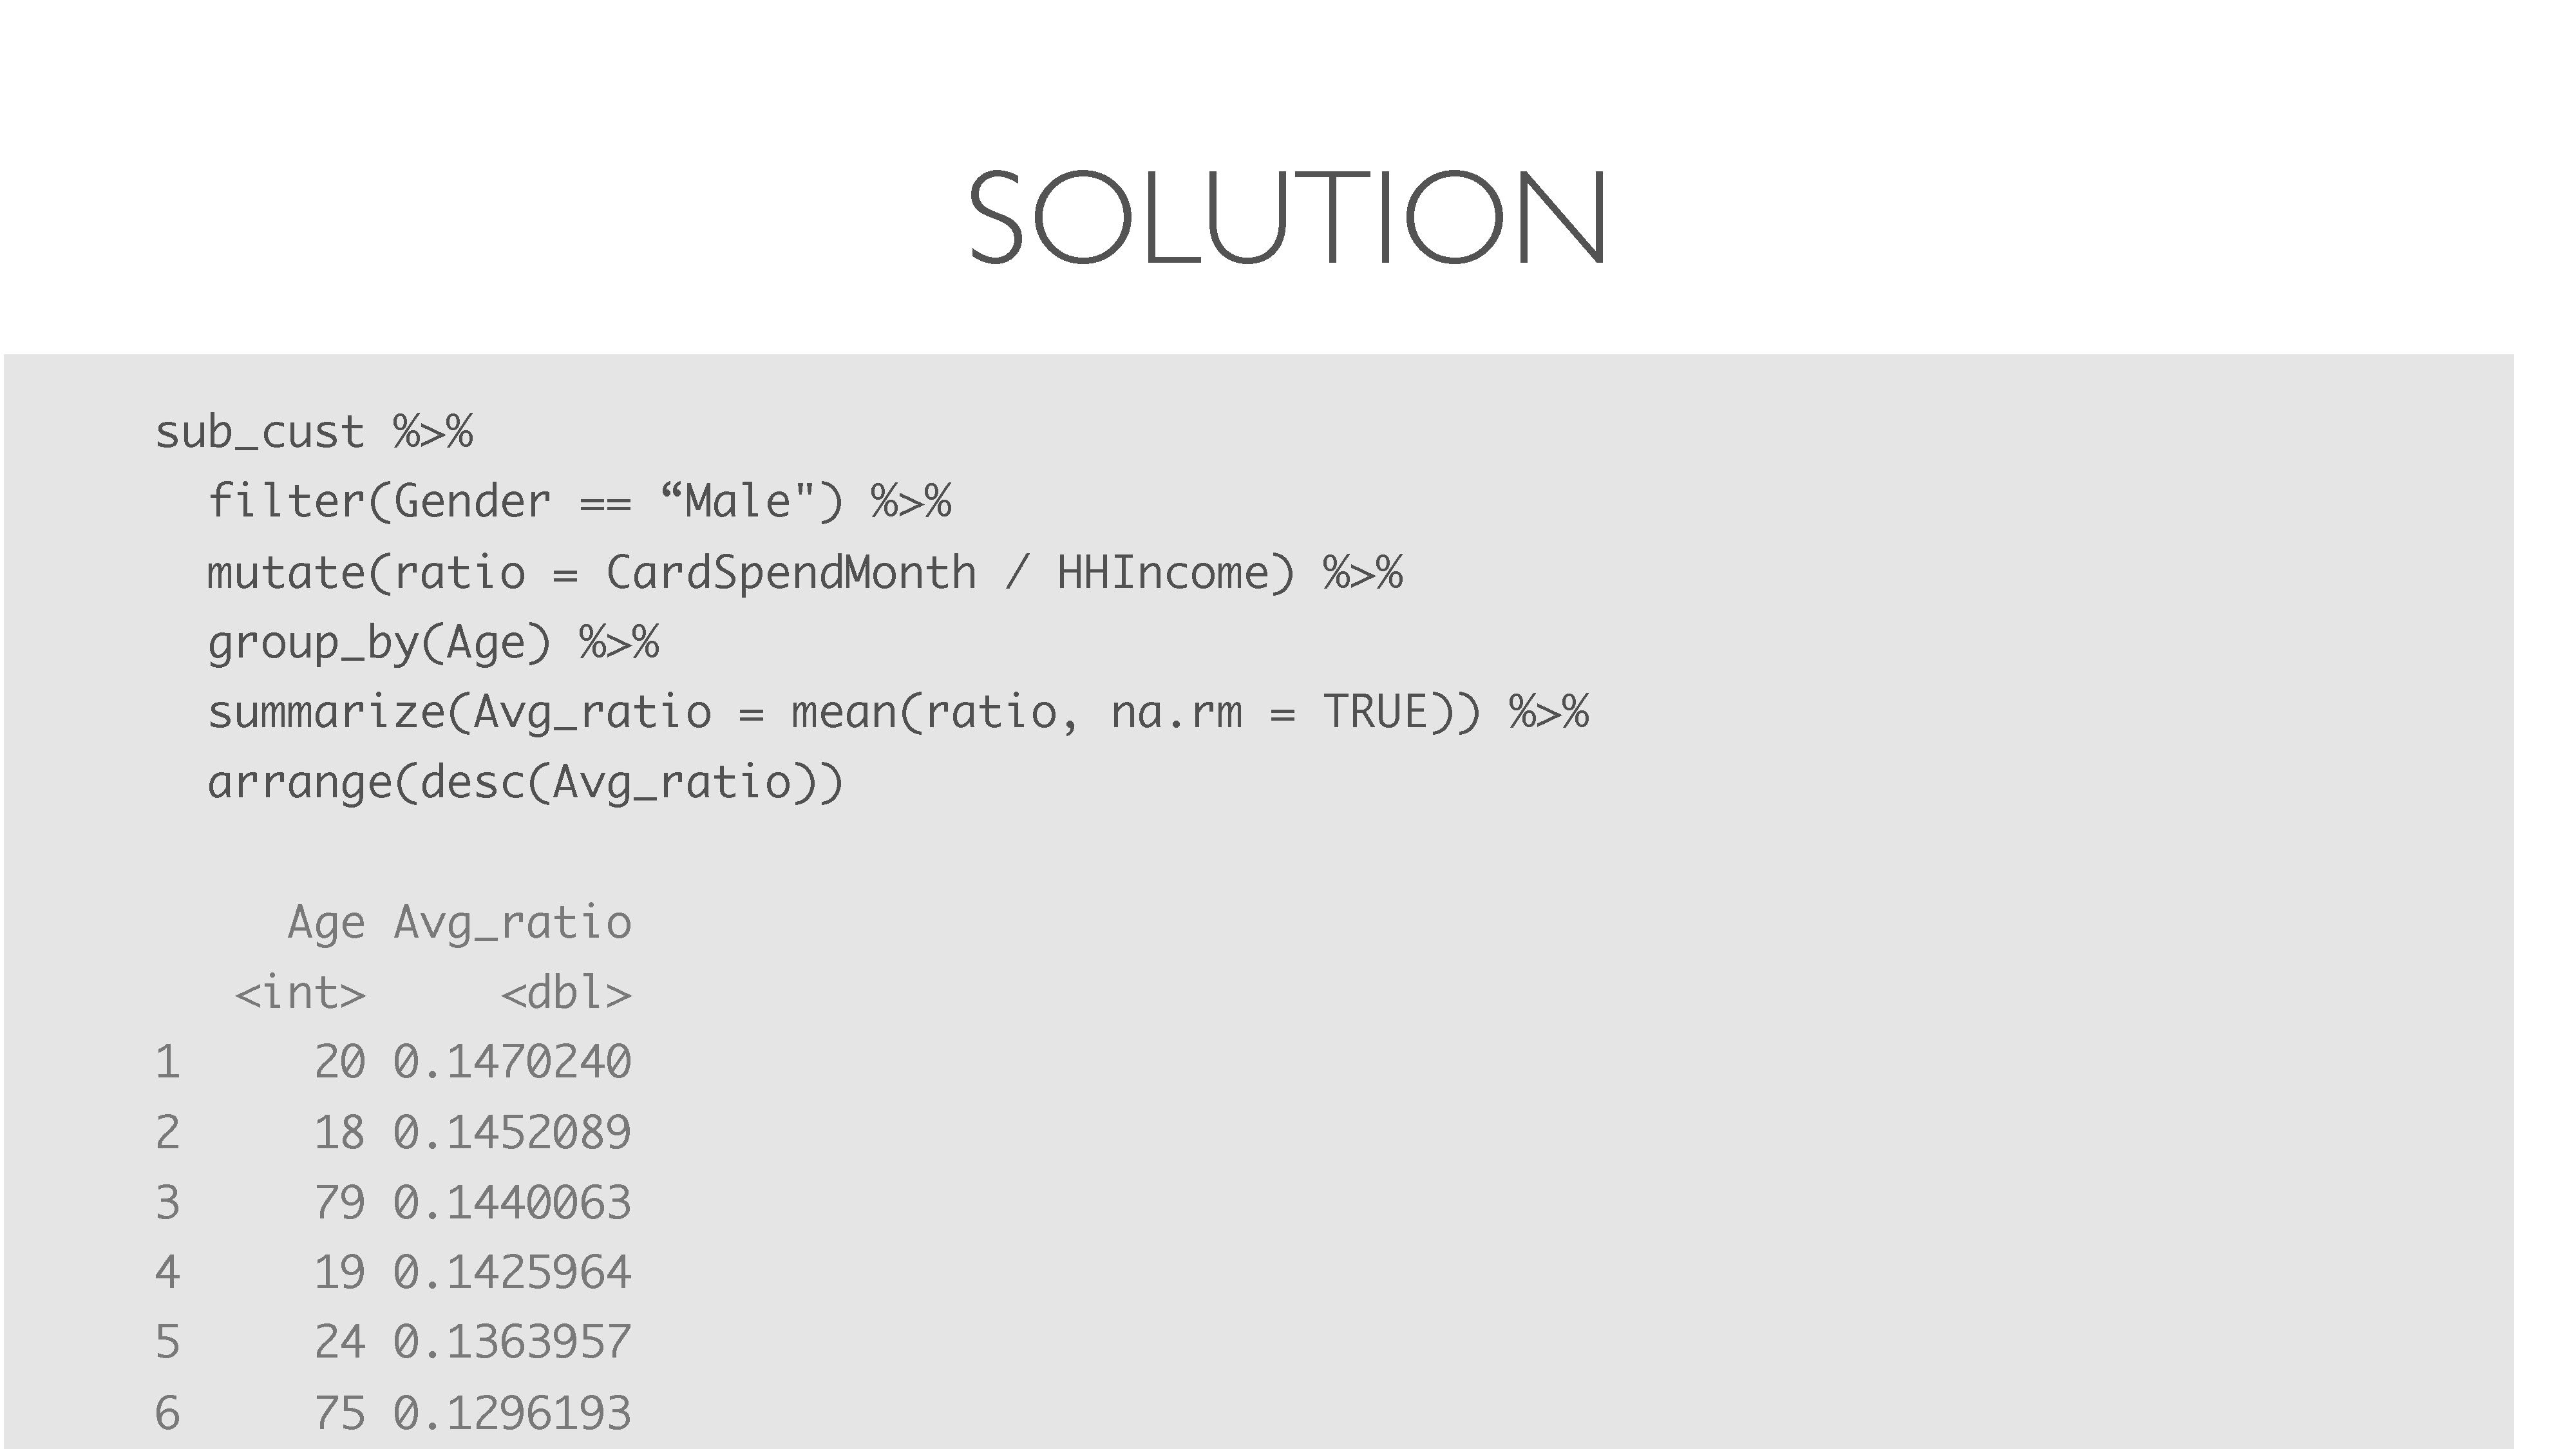 SOLUTION
sub_cust %>%
  filter(Gender == “Male") %>%
  mutate(ratio = CardSpendMonth / HHIncome) %>%
  group_by(Age) %>%
  summarize(Avg_ratio = mean(ratio, na.rm = TRUE)) %>%
  arrange(desc(Avg_ratio))
     Age Avg_ratio
   <int>     <dbl>
1     20 0.1470240
2     18 0.1452089
3     79 0.1440063
4     19 0.1425964
5     24 0.1363957
6     75 0.1296193